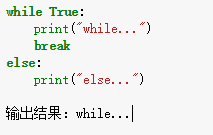 while True:
    print("while...")
    break
else:
    print("else...")
输出结果：while...